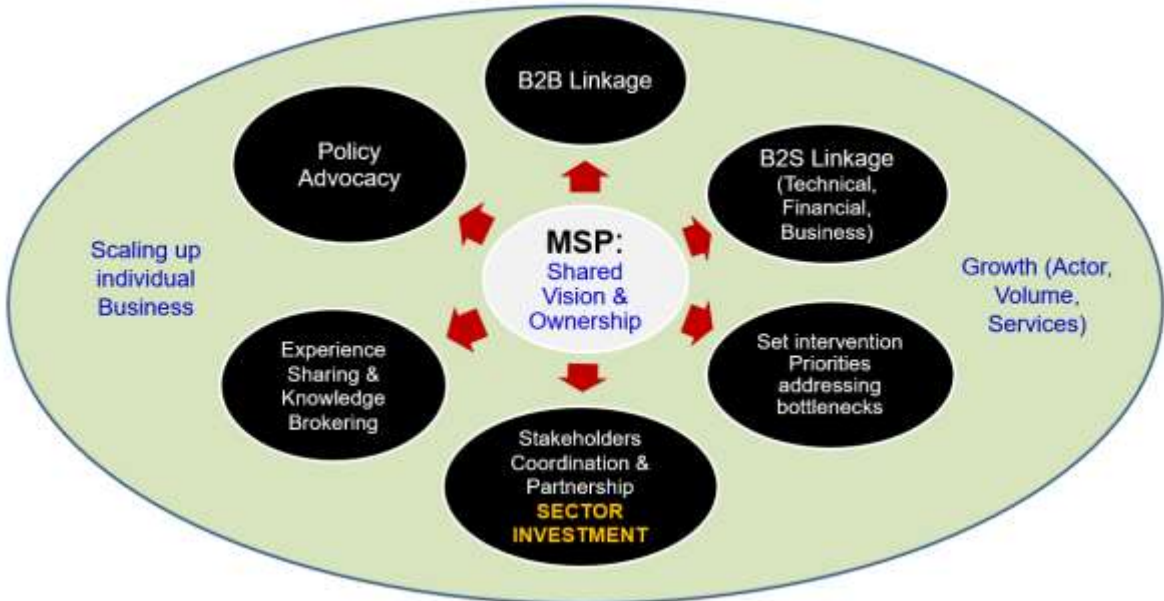 B2B Linkage
Policy
Advocacy
B2S Linkage
(Technical,
Financial,
Business)
MSP:
Shared
Vision &
Ownership
Scaling up
individual
Business
Growth (Actor,
Volume,
Services)
Experience
Sharing &
Knowledge
Brokering
Set intervention
Priorities
addressing
bottlenecks
Stakeholders
Coordination &
Partnership
SECTOR
INVESTMENT